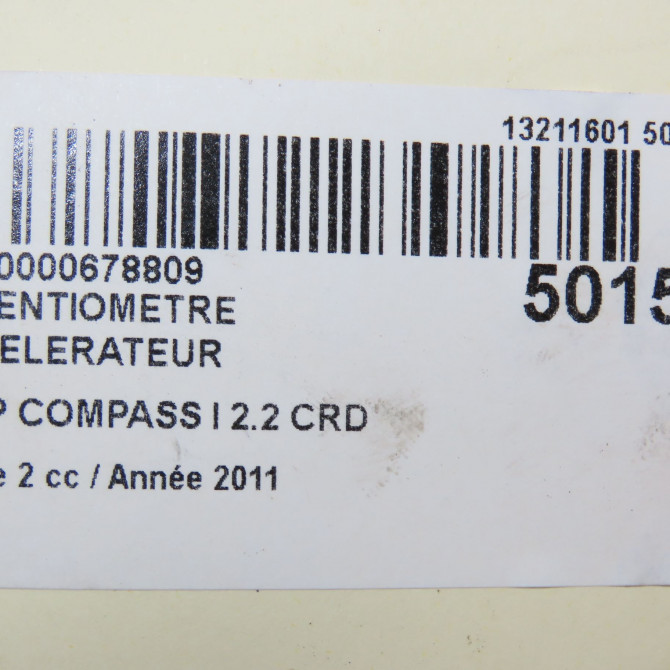 13211601 50
0000678809
5015
ENTIOMETRE
ELERATEUR
P COMPASS I 2.2 CRD
e 2 cc / Année 2011